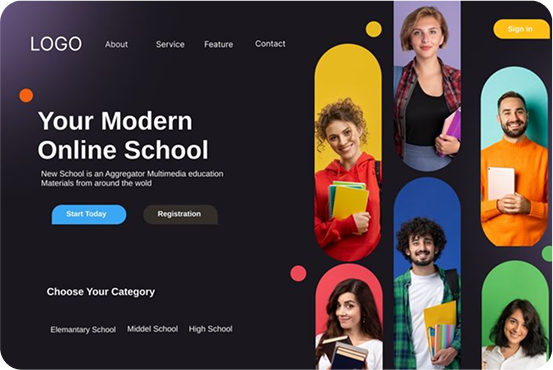 LOGO
About
Service
Feature
Contact
Sign in
Your Modern
Online School
New School is an Aggregator Multimedia education
Materials from around the wold
Start Today
Registration
Choose Your Category
Elemantary School
Middel School
High School